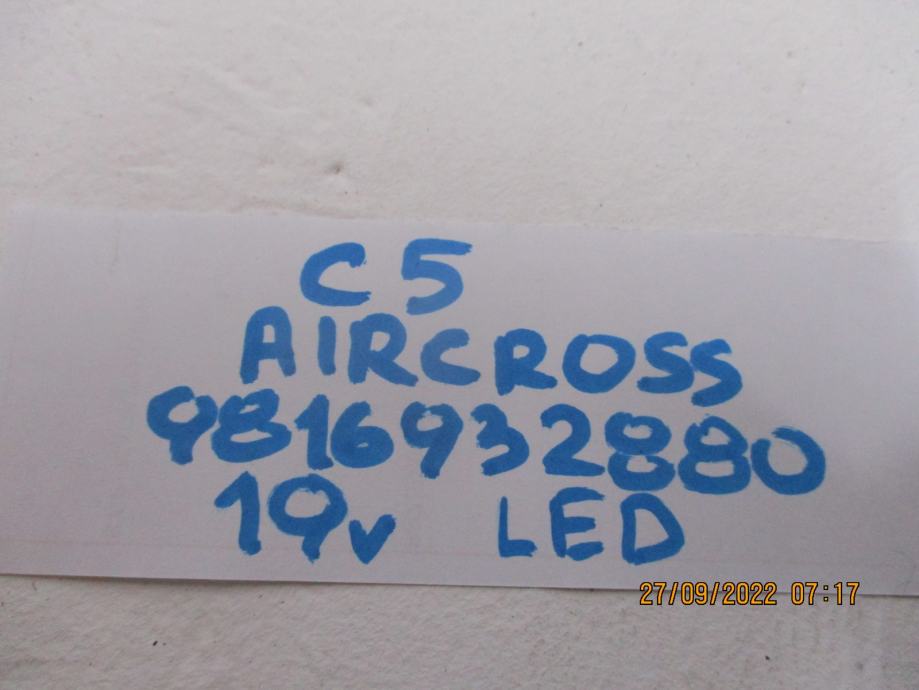 C5
AIRCROSS
9816932880
19v LED
27/09/2022 07:17